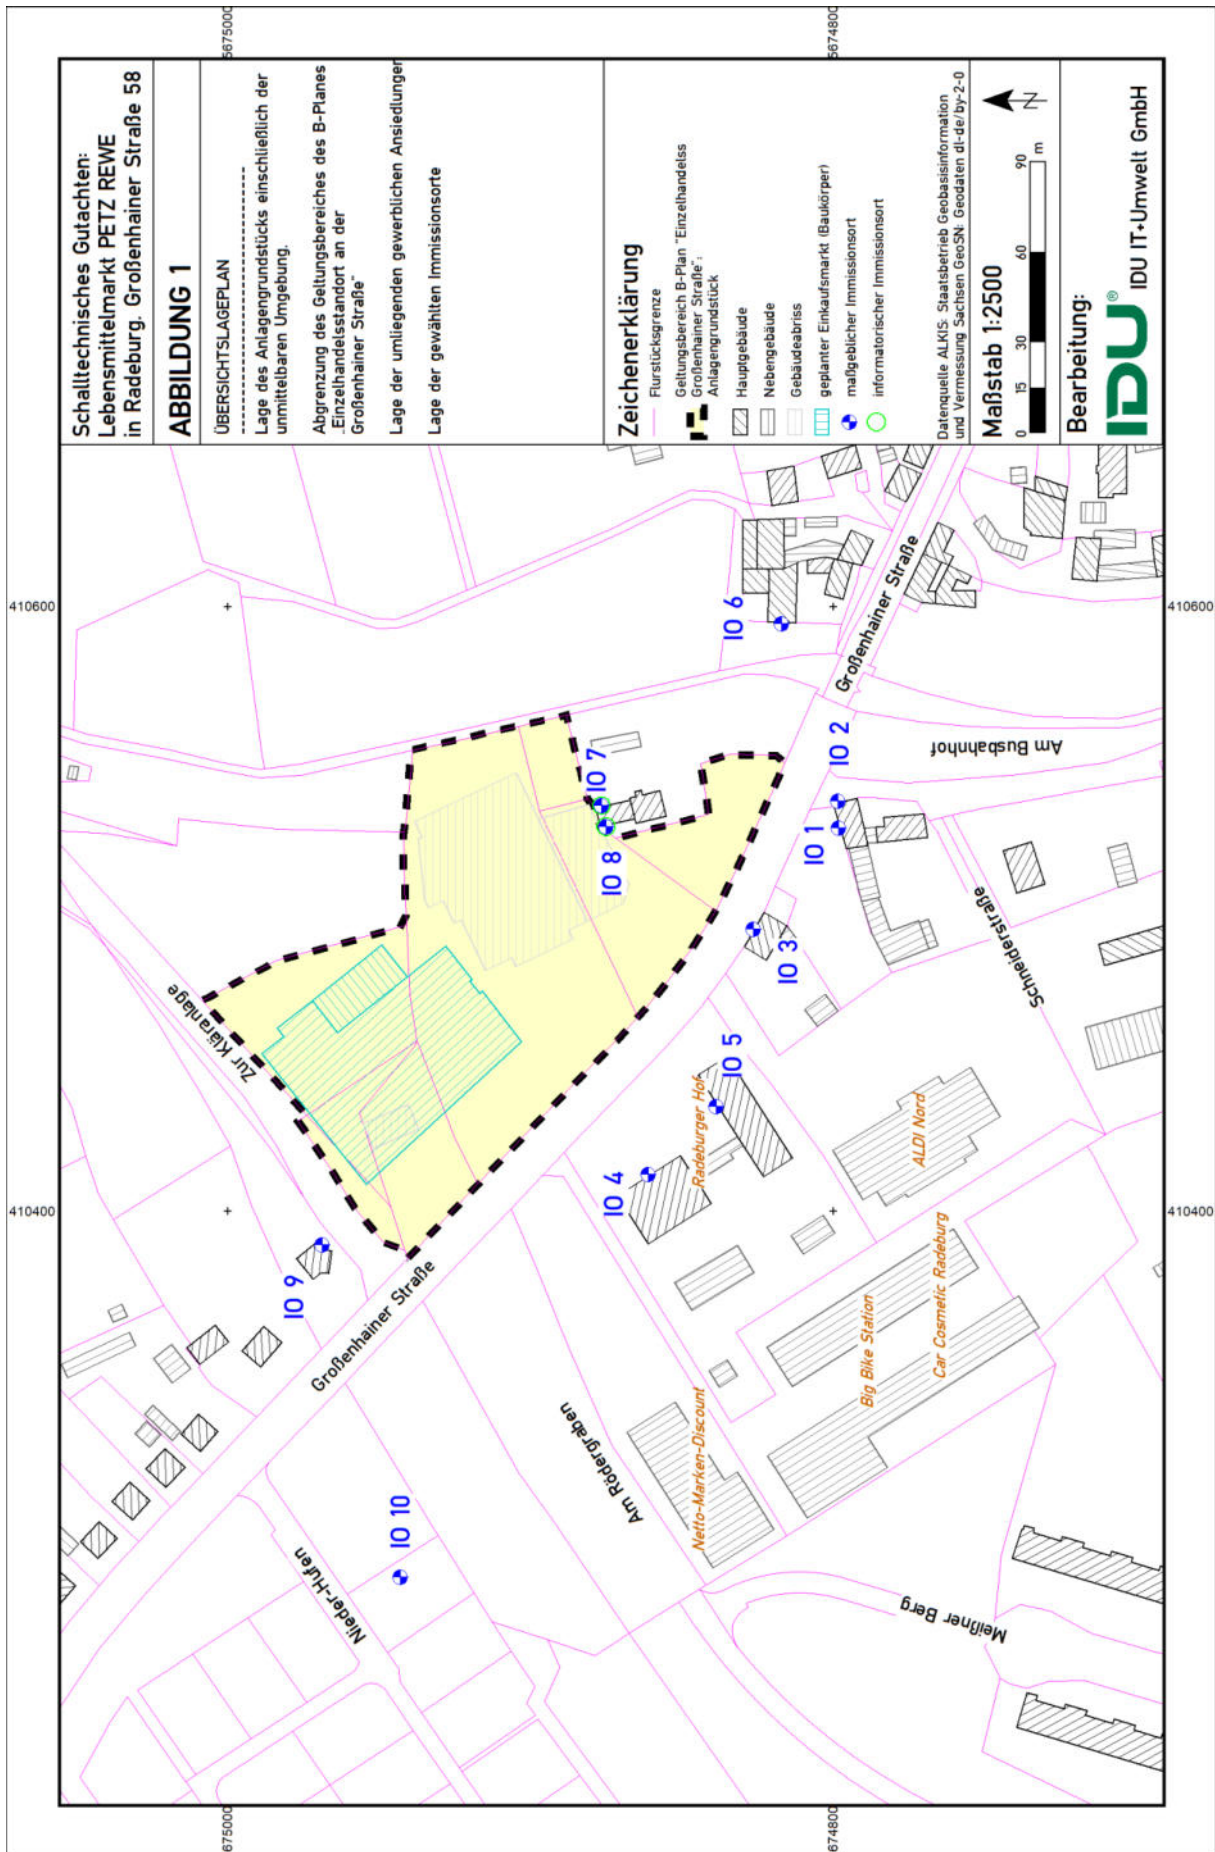 Schalltechnisches Gutachten:
Lebensmittelmarkt PETZ REWE
in Radeburg. Großenhainer Straße 58
ABBILDUNG 1
ÜBERSICHTSLAGEPLAN
Lage des Anlagengrundstücks einschließlich der
unmittelbaren Umgebung.
Abgrenzung des Geltungsbereiches des B-Planes
„Einzelhandelsstandort an der
Großenhainer Straße"
Lage der umliegenden gewerblichen Ansiedlungen
Lage der gewählten Immissionsorte
Zeichenerklärung
Flurstücksgrenze
Geltungsbereich B-Plan "Einzelhandelss
Großenhainer Straße";
Anlagengrundstück
Hauptgebäude
Nebengebäude
Gebäudeabriss
geplanter Einkaufsmarkt (Baukörper)
maßgeblicher Immissionsort
informatorischer Immissionsort
Datenquelle ALKIS: Staatsbetrieb Geobasisinformation
und Vermessung Sachsen GeoSN: Geodaten dl-de/by-2-0
Maßstab 1:2500
0 15 30 60 90
m
N
Bearbeitung:
IDU® IDU IT+Umwelt GmbH
5675000
5674800
410600
410600
410400
410400
675000
674800
Zur Kläranlage
Großenhainer Straße
Großenhainer Straße
Am Busbahnhof
Schneiderstraße
Am Rödergraben
Nieder-Hufen
Meißner Berg
Radeburger Hof
ALDI Nord
Netto-Marken-Discount
Big Bike Station
Car Cosmetic Radeburg
IO 1
IO 2
IO 3
IO 4
IO 5
IO 6
IO 7
IO 8
IO 9
IO 10